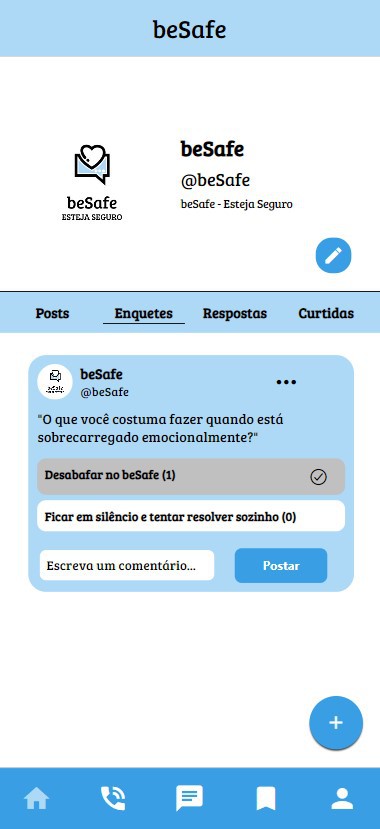 beSafe
beSafe
ESTEJA SEGURO
beSafe
@beSafe
beSafe - Esteja Seguro
Posts
Enquetes
Respostas
Curtidas
beSafe
@beSafe
"O que você costuma fazer quando está
sobrecarregado emocionalmente?"
Desabafar no beSafe (1)
Ficar em silêncio e tentar resolver sozinho (0)
Escreva um comentário...
Postar